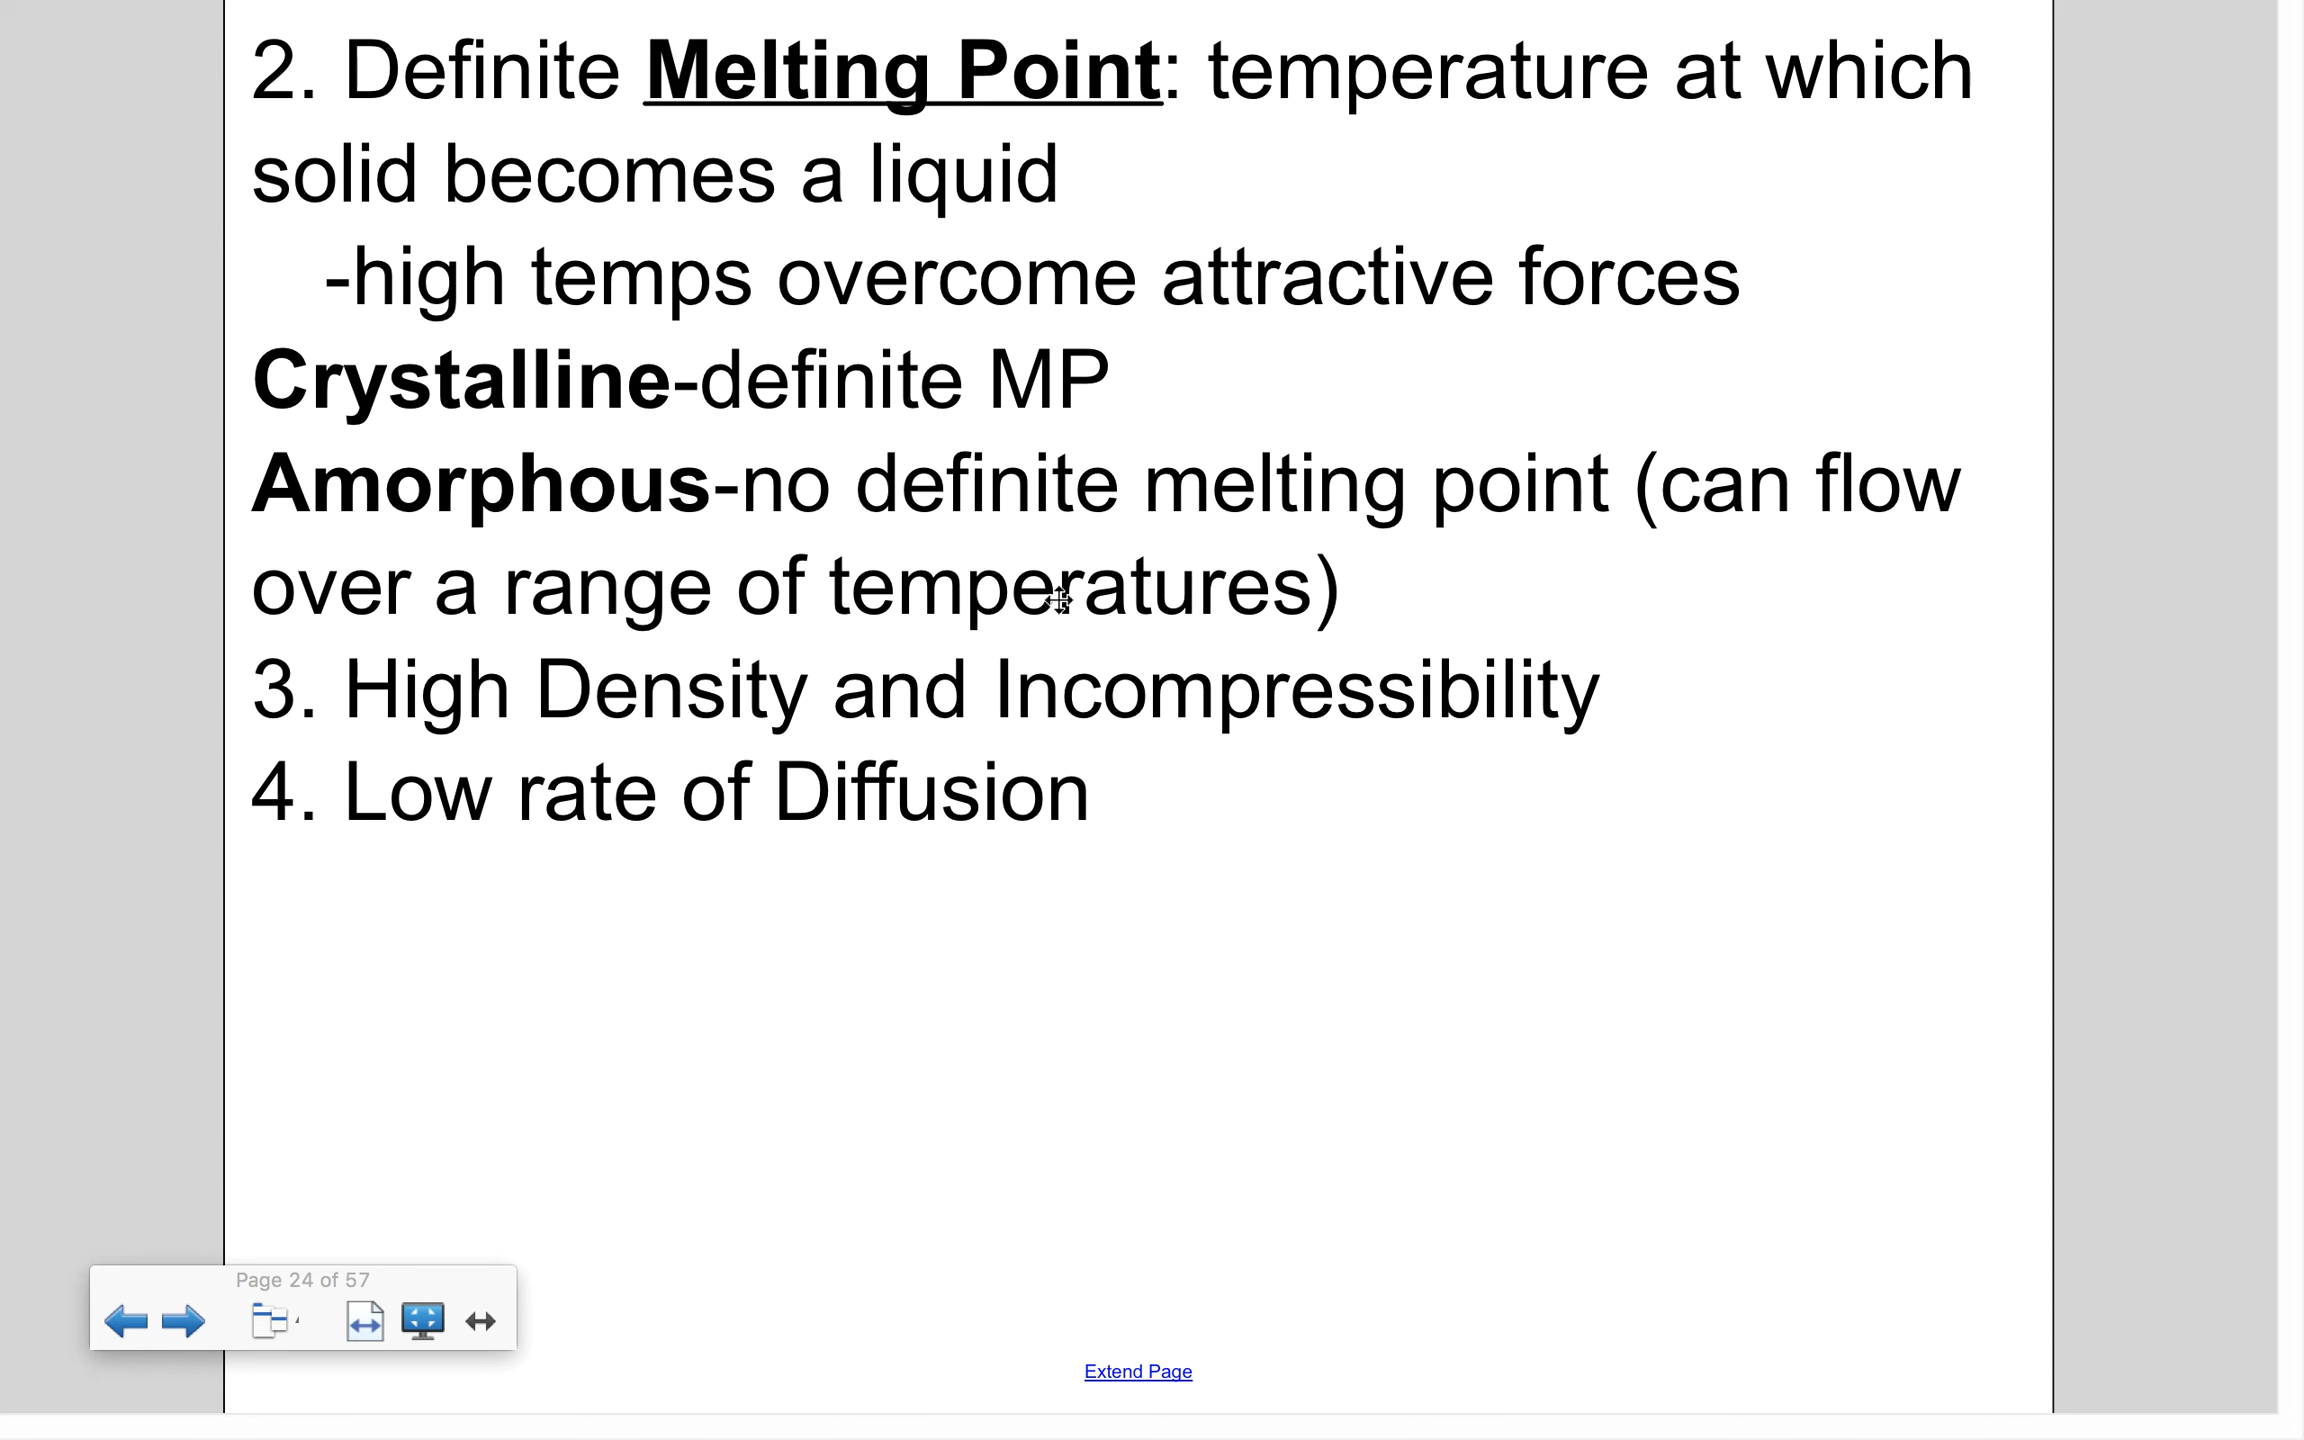 2. Definite Melting Point: temperature at which
solid becomes a liquid
-high temps overcome attractive forces
Crystalline-definite MP
Amorphous-no definite melting point (can flow
over a range of temperatures)
3. High Density and Incompressibility
4. Low rate of Diffusion
Page 24 of 57
Extend Page